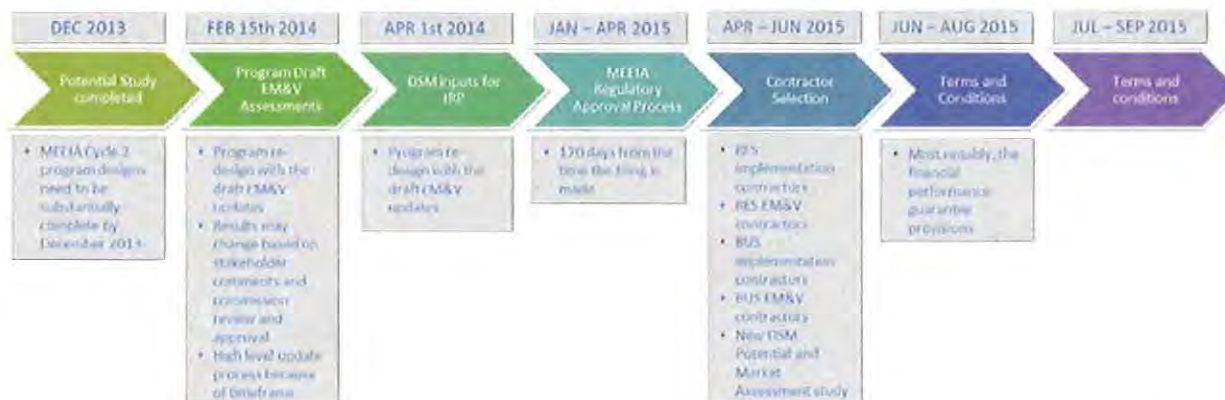 DEC 2013
FEB 15th 2014
APR 1st 2014
JAN – APR 2015
APR – JUN 2015
JUN – AUG 2015
JUL – SEP 2015
Potential Study
completed
Program Draft
EM&V
Assessments
DSM inputs for
IRP
MEEIA
Regulatory
Approval Process
Contractor
Selection
Terms and
Conditions
Terms and
conditions
• MEEIA Cycle 2
program designs
need to be
substantially
complete by
December 2013
• Program re-
design with the
draft EM&V
updates
• Results may
change based on
stakeholder
comments and
commission
review and
approval
• High level update
process because
of timeframe
• Program re-
design with the
draft EM&V
updates
• 120 days from the
time the filing is
made
• RES
implementation
contractors
• RES EM&V
contractors
• BUS
implementation
contractors
• BUS EM&V
contractors
• New DSM
Potential and
Market
Assessment study
• Most notably, the
financial
performance
guarantee
provisions